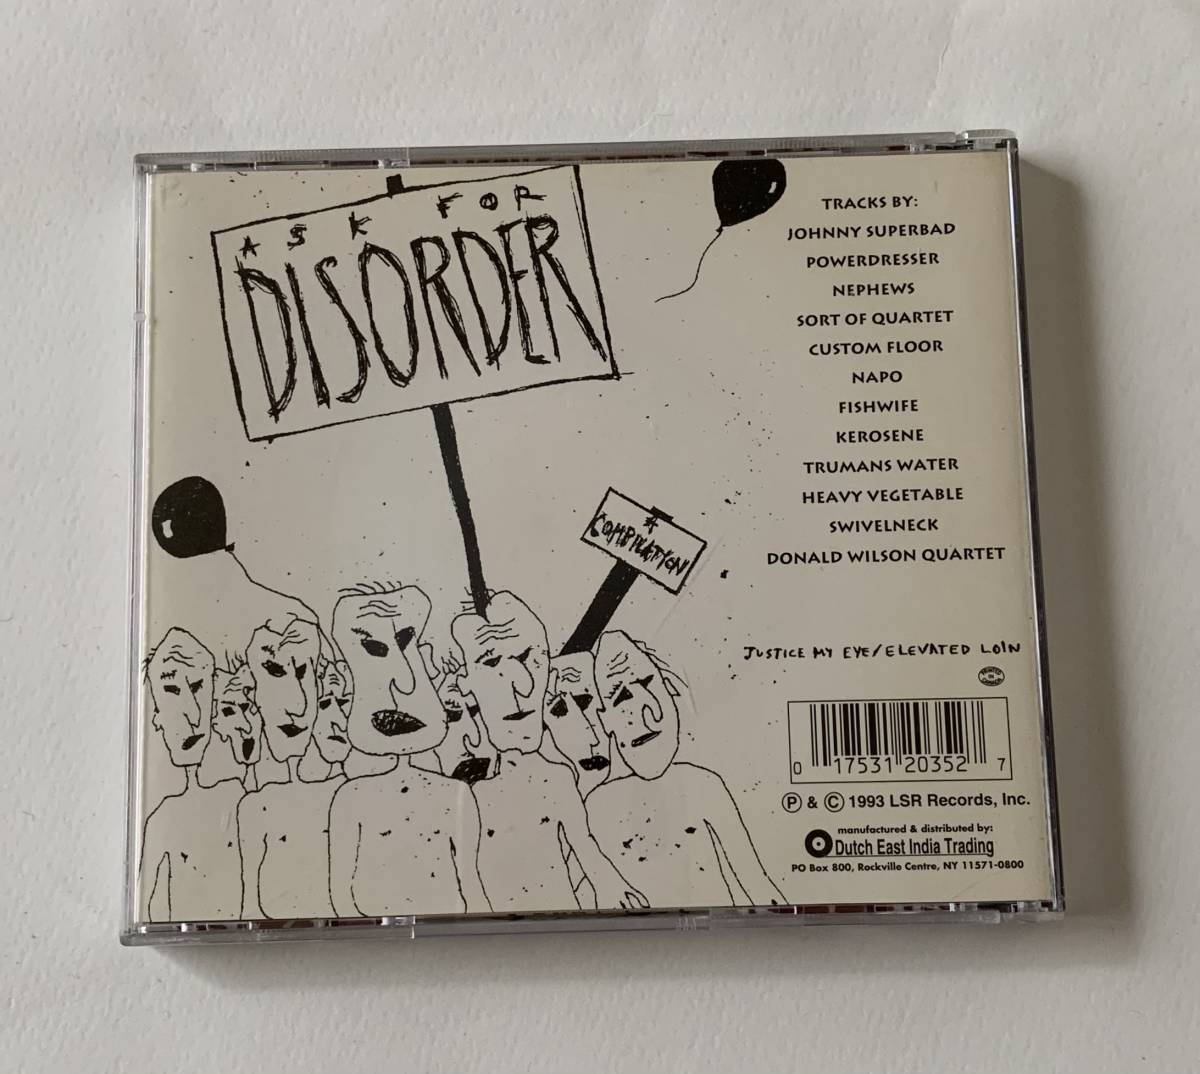 ASK FOR
DISORDER
A
COMPILATION
TRACKS BY:
JOHNNY SUPERBAD
POWERDRESSER
NEPHEWS
SORT OF QUARTET
CUSTOM FLOOR
NAPO
FISHWIFE
KEROSENE
TRUMANS WATER
HEAVY VEGETABLE
SWIVELNECK
DONALD WILSON QUARTET
JUSTICE MY EYE/ELEVATED LOIN
0 17531 20352 7
Ⓟ & © 1993 LSR Records, Inc.
manufactured & distributed by:
Dutch East India Trading
PO Box 800, Rockville Centre, NY 11571-0800